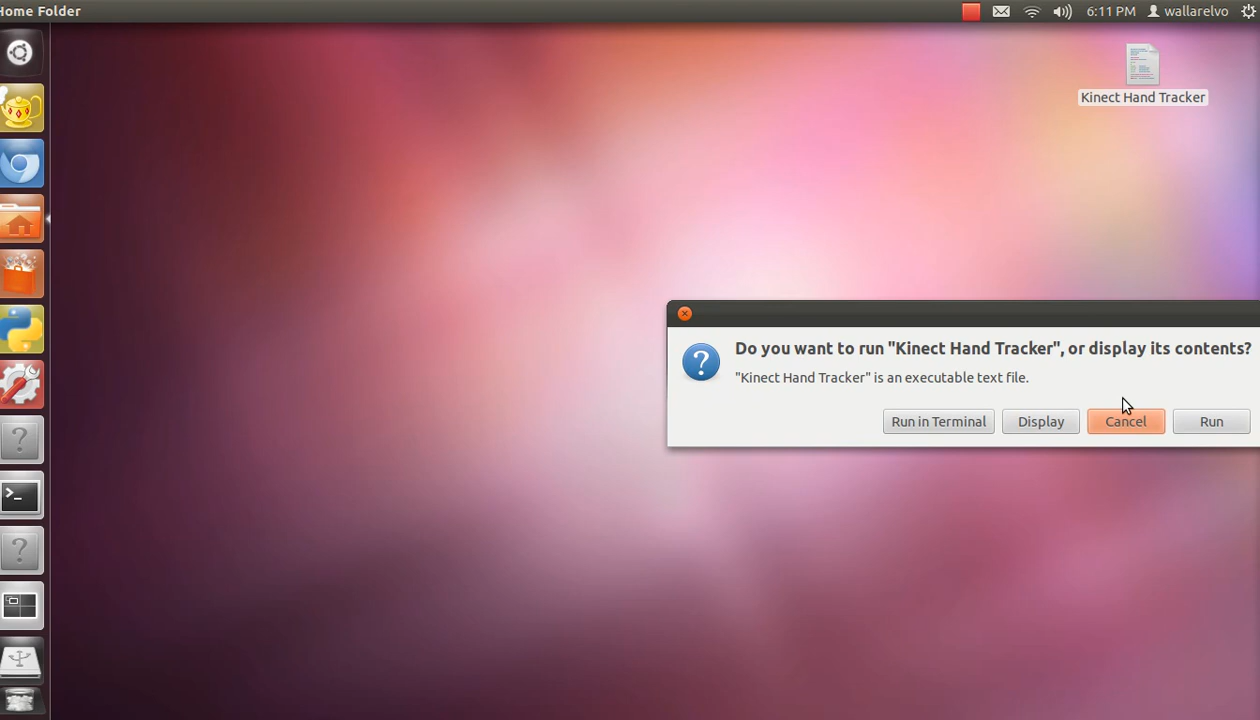 Home Folder
6:11 PM
wallarelvo
Kinect Hand Tracker
Do you want to run "Kinect Hand Tracker", or display its contents?
"Kinect Hand Tracker" is an executable text file.
Run in Terminal
Display
Cancel
Run